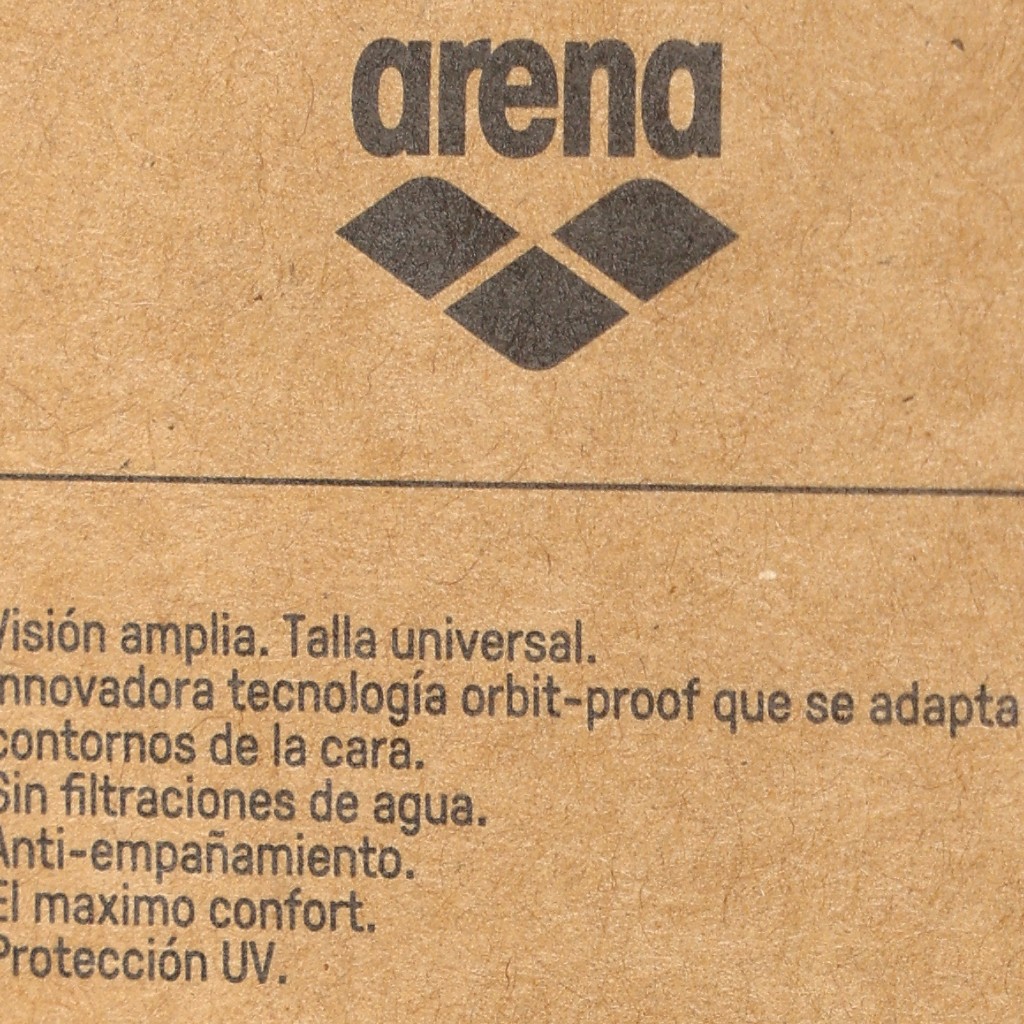 arena
Visión amplia. Talla universal.
Innovadora tecnología orbit-proof que se adapta
contornos de la cara.
Sin filtraciones de agua.
Anti-empañamiento.
El maximo confort.
Protección UV.